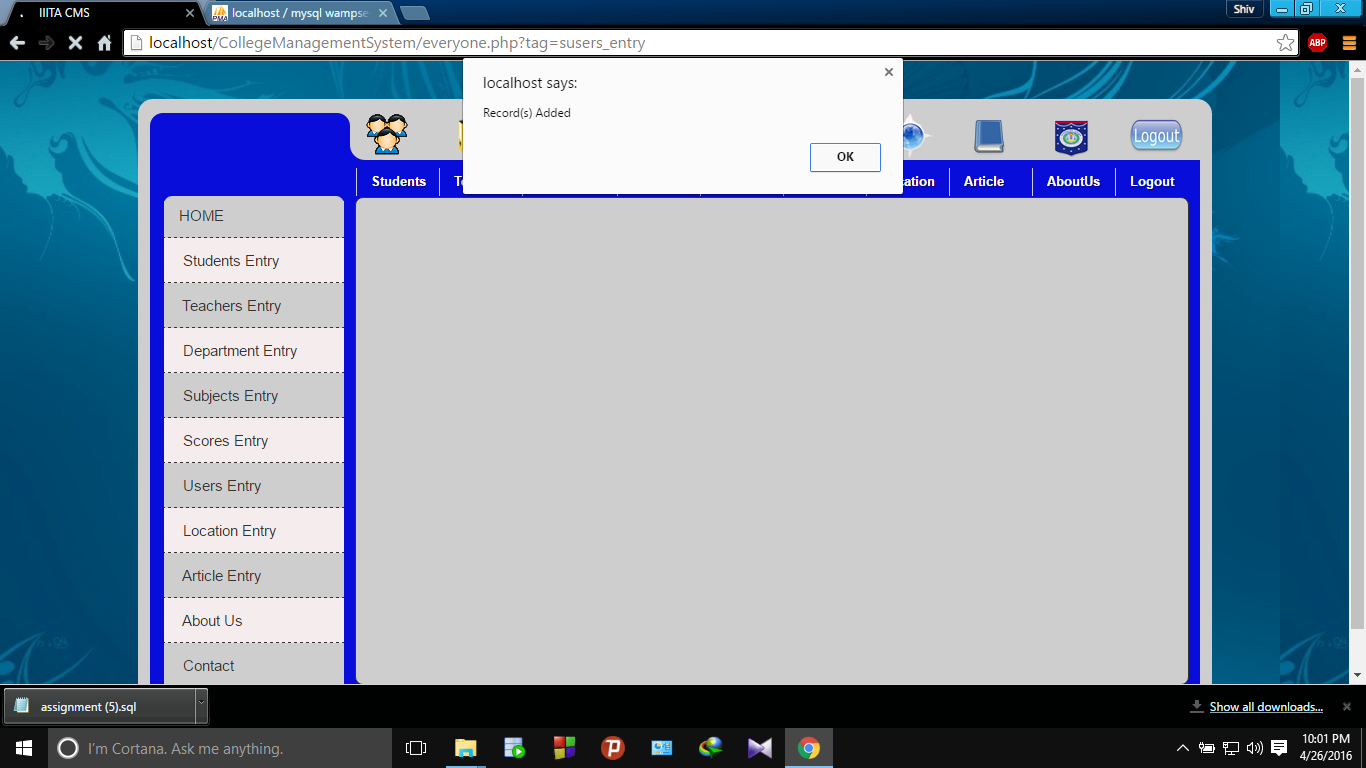 IIITA CMS
localhost / mysql wampse
Shiv
localhost/CollegeManagementSystem/everyone.php?tag=susers_entry
ABP
localhost says:
Record(s) Added
OK
Logout
Students
Article
AboutUs
Logout
HOME
Students Entry
Teachers Entry
Department Entry
Subjects Entry
Scores Entry
Users Entry
Location Entry
Article Entry
About Us
Contact
assignment (5).sql
Show all downloads...
I'm Cortana. Ask me anything.
10:01 PM
4/26/2016